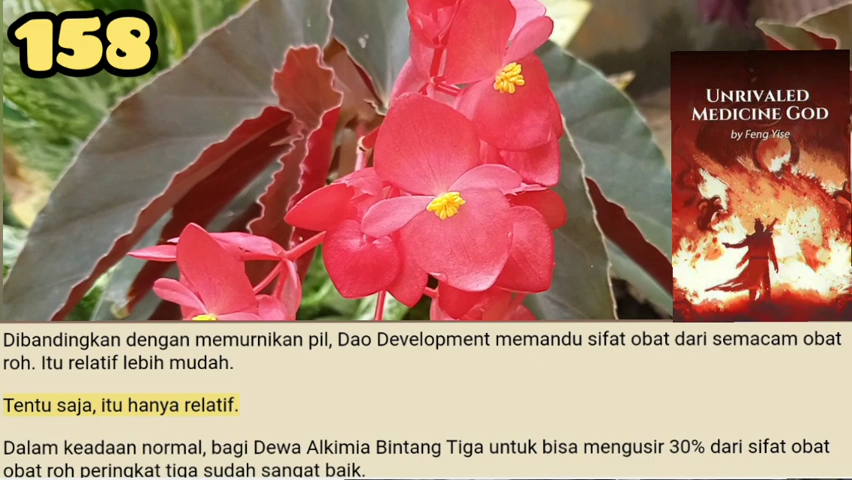 158
UNRIVALED
MEDICINE GOD
by Feng Yise
Dibandingkan dengan memurnikan pil, Dao Development memandu sifat obat dari semacam obat
roh. Itu relatif lebih mudah.
Tentu saja, itu hanya relatif.
Dalam keadaan normal, bagi Dewa Alkimia Bintang Tiga untuk bisa mengusir 30% dari sifat obat
obat roh peringkat tiga sudah sangat baik.